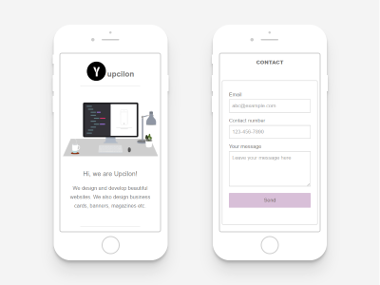 Y upcilon
Hi, we are Upcilon!
We design and develop beautiful
websites. We also design business
cards, banners, magazines etc
CONTACT
Email
abc@example.com
Contact number
123-456-7890
Your message
Leave your message here
Send